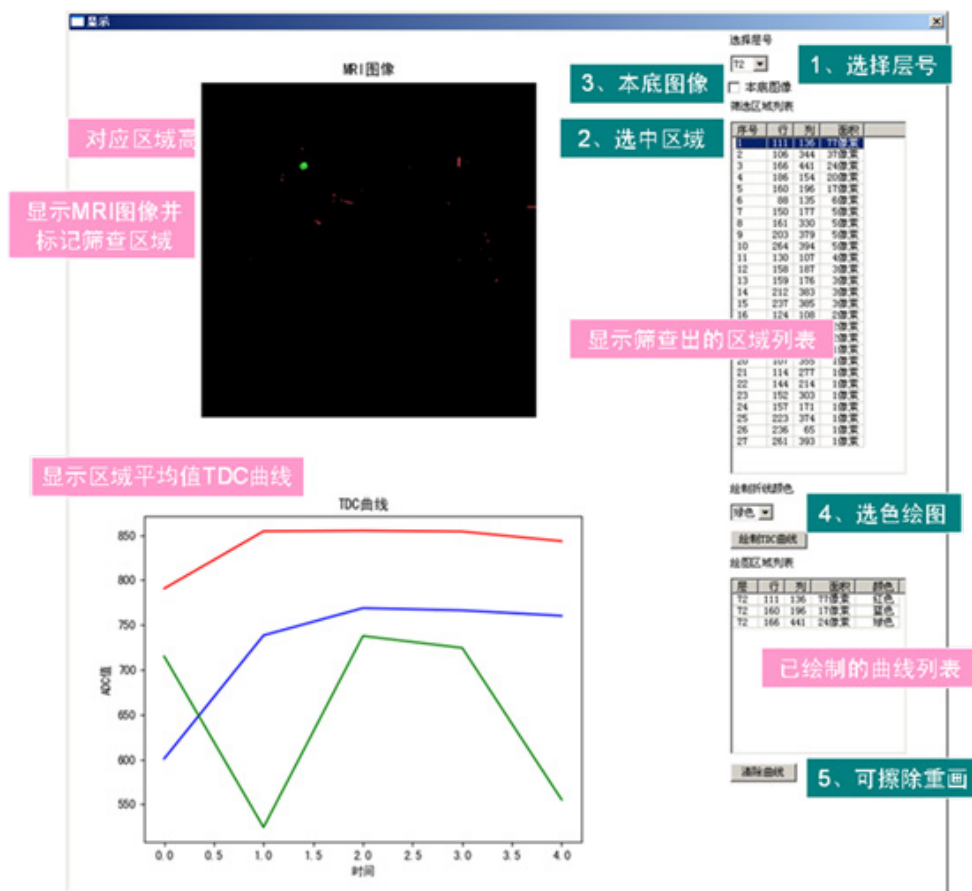 显示
选择层号
MRI图像
72
1、选择层号
3、本底图像
本底图像
筛选区域列表
对应区域高
2、选中区域
序号 行 列 面积
1 111 136 77像素
2 106 344 37像素
3 166 441 24像素
4 186 154 20像素
5 160 196 17像素
6 88 135 6像素
7 150 177 5像素
8 161 330 5像素
9 203 379 5像素
10 264 394 5像素
11 130 107 4像素
12 158 187 3像素
13 159 176 3像素
14 212 383 3像素
15 237 385 3像素
16 124 108 2像素
显示MRI图像并
标记筛查区域
显示筛查出的区域列表
21 114 277 1像素
22 144 214 1像素
23 152 303 1像素
24 157 171 1像素
25 223 374 1像素
26 236 65 1像素
27 261 393 1像素
显示区域平均值TDC曲线
绘制折线颜色
绿色
4、选色绘图
绘制TDC曲线
TDC曲线
绘图区域列表
层 行 列 面积 颜色
72 111 136 77像素 红色
72 160 196 17像素 蓝色
72 166 441 24像素 绿色
已绘制的曲线列表
850
800
750
700
650
600
550
ADC值
清除曲线
5、可擦除重画
0.0 0.5 1.0 1.5 2.0 2.5 3.0 3.5 4.0
时间